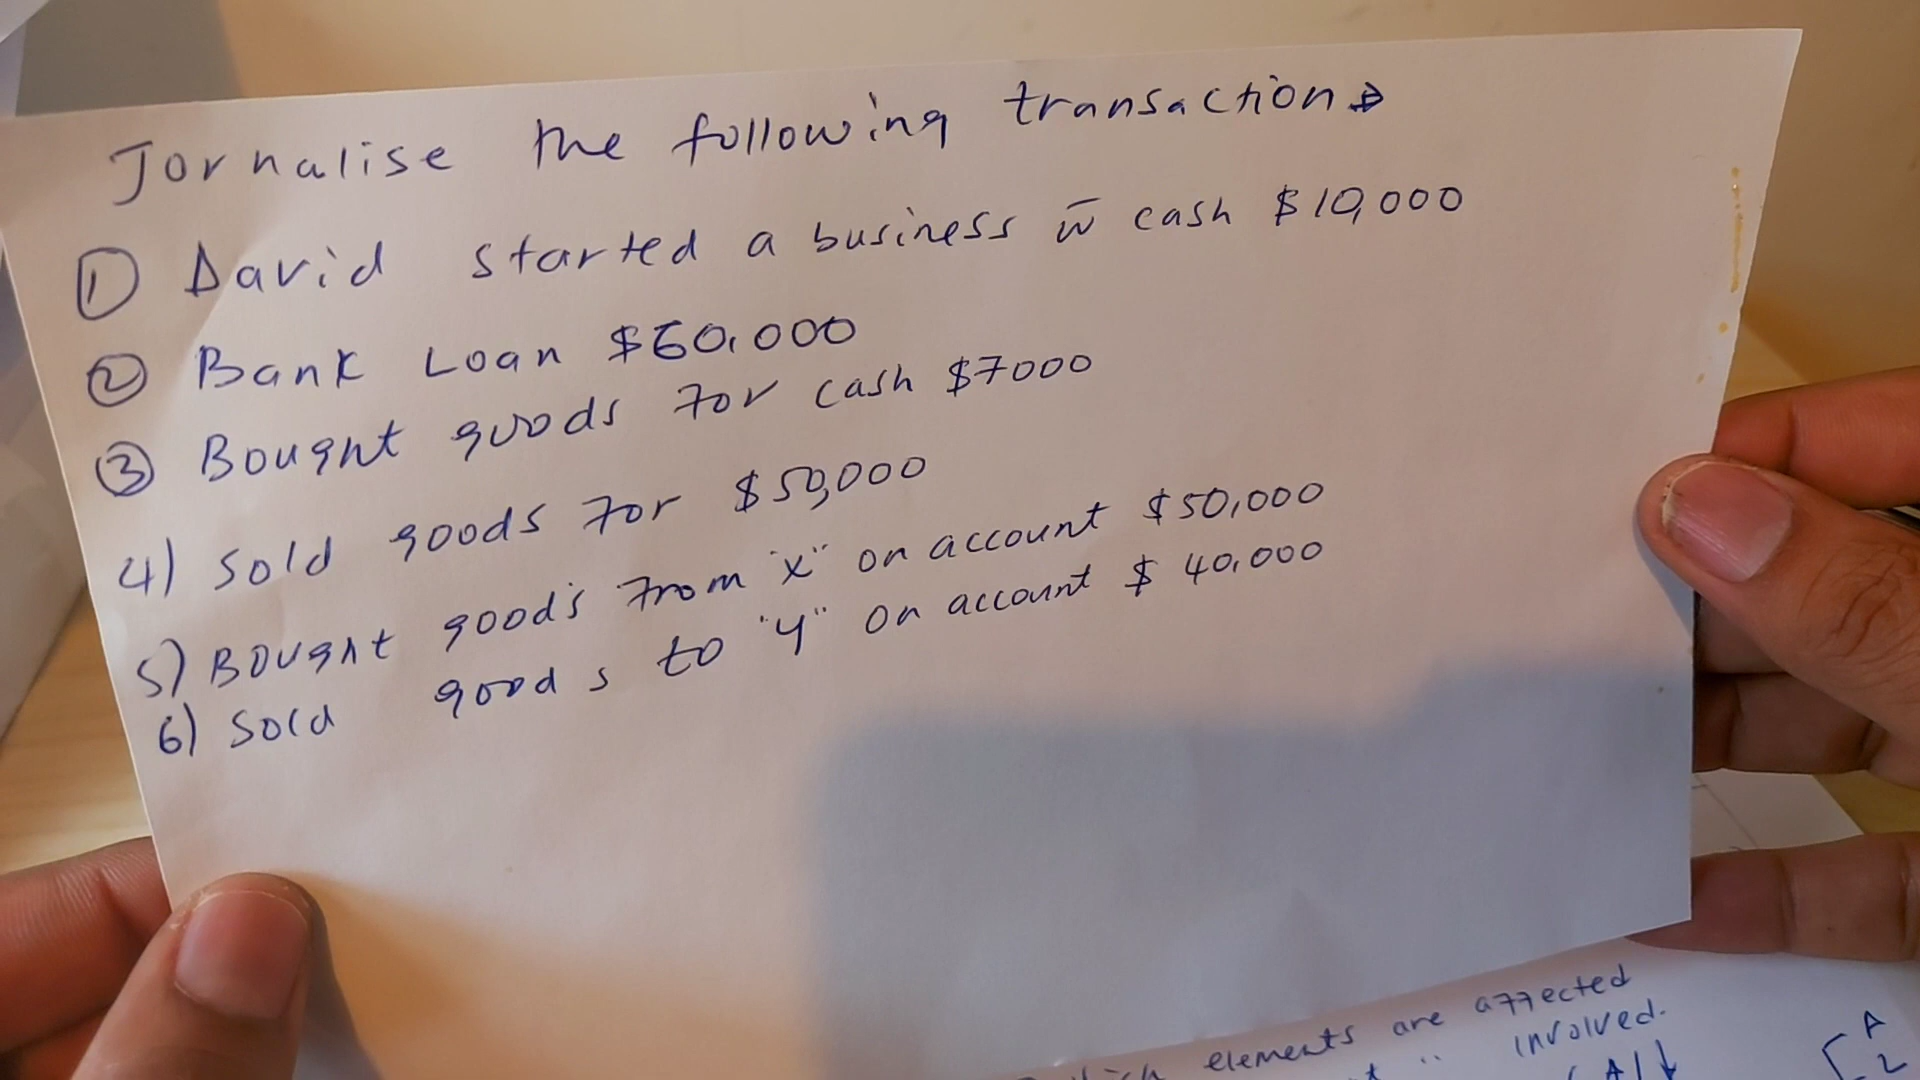 Jornalise the following transactions
① David started a business w̄ cash $10,000
② Bank Loan $60,000
③ Bought goods for cash $7000
4) Sold goods for $50,000
5) Bought goods from "x" on account $50,000
6) Sold goods to "y" on account $ 40,000
elements are affected
involved.
A